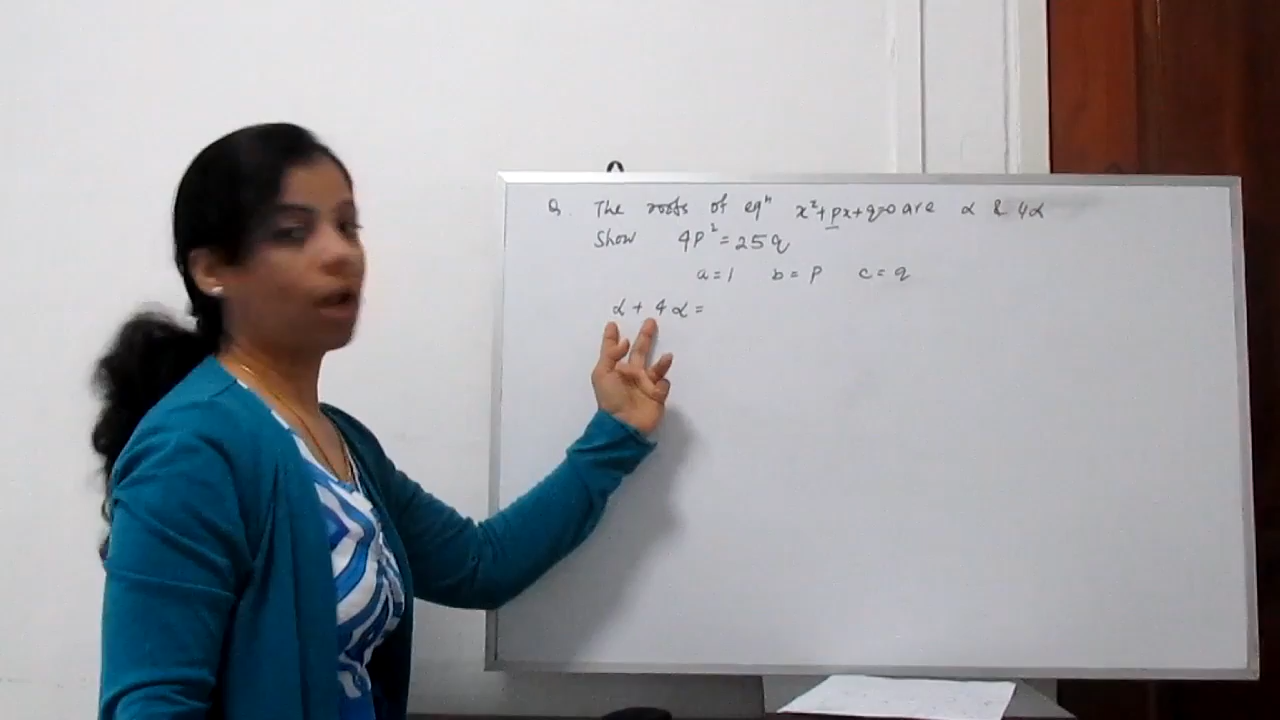 Q. The roots of eqⁿ x²+px+q=0 are α & 4α
Show 4P²=25q
a=1 b=P c=q
α+4α=